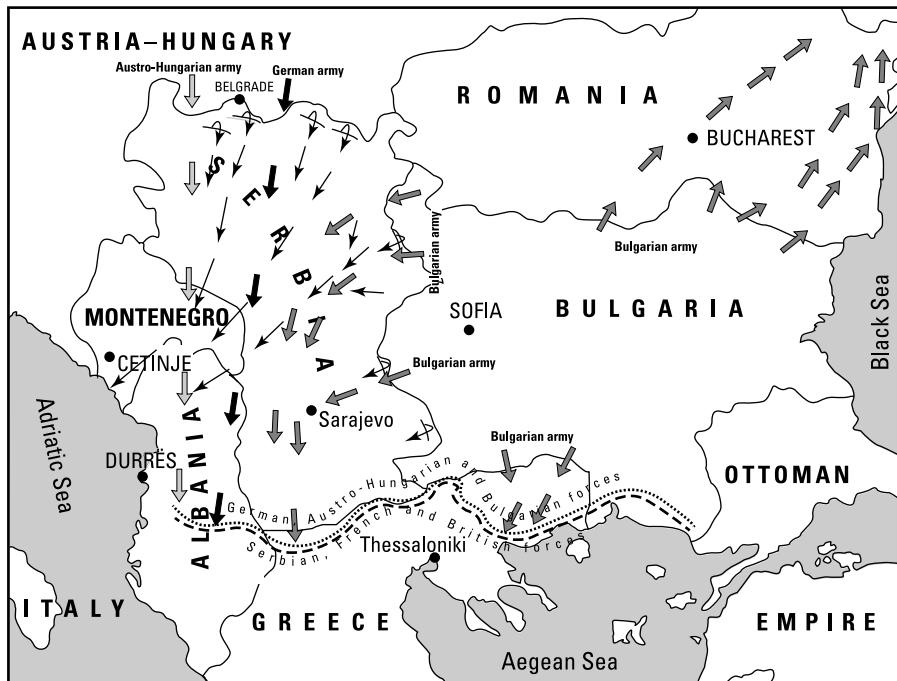 AUSTRIA–HUNGARY
Austro-Hungarian army
German army
BELGRADE
ROMANIA
BUCHAREST
SERBIA
Bulgarian army
Bulgarian army
MONTENEGRO
SOFIA
BULGARIA
Black Sea
CETINJE
Bulgarian army
Adriatic Sea
Sarajevo
ALBANIA
DURRËS
Bulgarian army
OTTOMAN
German, Austro-Hungarian and Bulgarian forces
Serbian, French and British forces
Thessaloniki
ITALY
GREECE
EMPIRE
Aegean Sea